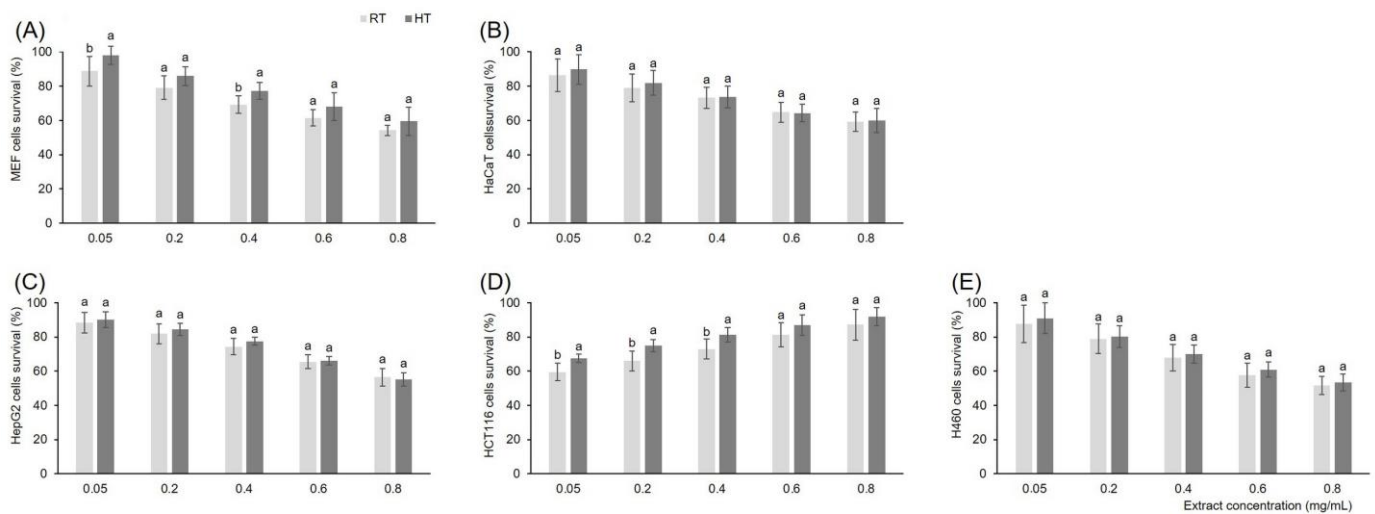 (A)
RT HT
MEF cells survival (%)
100
80
60
40
20
0
b a a a b a a a a a
0.05 0.2 0.4 0.6 0.8
(B)
HaCaT cellssurvival (%)
100
80
60
40
20
0
a a a a a a a a a a
0.05 0.2 0.4 0.6 0.8
(C)
HepG2 cells survival (%)
100
80
60
40
20
0
a a a a a a a a a a
0.05 0.2 0.4 0.6 0.8
(D)
HCT116 cells survival (%)
100
80
60
40
20
0
b a b a b a a a a a
0.05 0.2 0.4 0.6 0.8
(E)
H460 cells survival (%)
100
80
60
40
20
0
a a a a a a a a a a
0.05 0.2 0.4 0.6 0.8
Extract concentration (mg/mL)